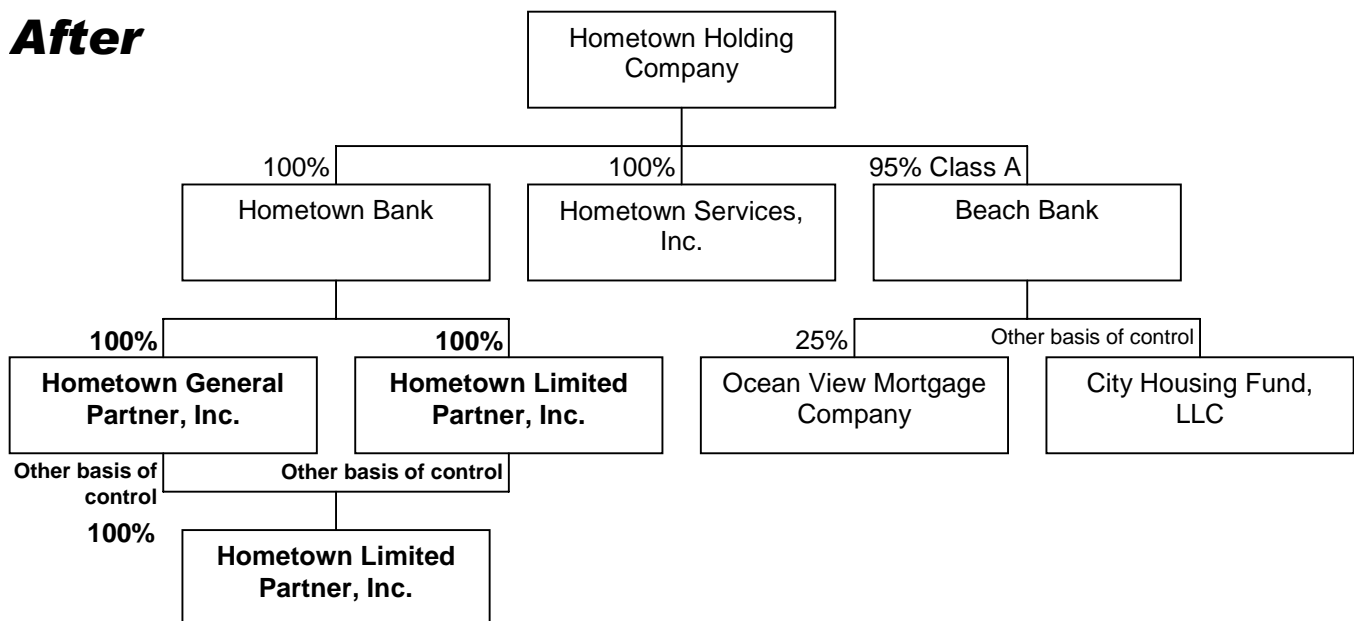 After
Hometown Holding
Company
100%
100%
95% Class A
Hometown Bank
Hometown Services,
Inc.
Beach Bank
100%
100%
25%
Other basis of control
Hometown General
Partner, Inc.
Hometown Limited
Partner, Inc.
Ocean View Mortgage
Company
City Housing Fund,
LLC
Other basis of
control
100%
Other basis of control
Hometown Limited
Partner, Inc.